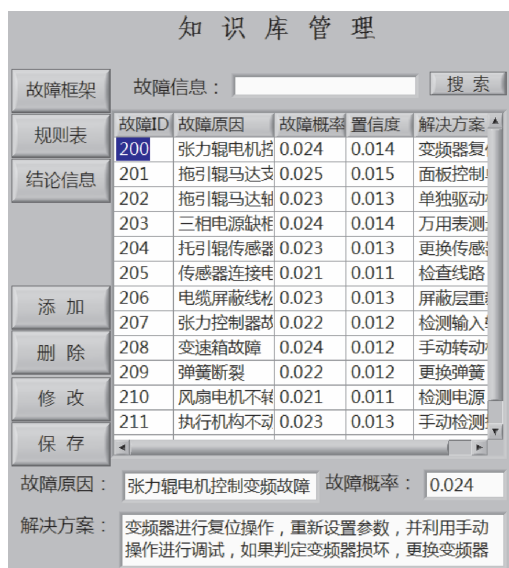 知识库管理
故障框架
故障信息： 搜索
规则表
结论信息
添加
删除
修改
保存
故障ID 故障原因 故障概率 置信度 解决方案
200 张力辊电机控 0.024 0.014 变频器复
201 拖引辊马达支 0.025 0.015 面板控制
202 拖引辊马达轴 0.023 0.013 单独驱动
203 三相电源缺相 0.024 0.014 万用表测
204 托引辊传感器 0.023 0.013 更换传感
205 传感器连接电 0.021 0.011 检查线路
206 电缆屏蔽线松 0.023 0.013 屏蔽层重
207 张力控制器故 0.022 0.012 检测输入
208 变速箱故障 0.024 0.012 手动转动
209 弹簧断裂 0.022 0.012 更换弹簧
210 风扇电机不转 0.021 0.011 检测电源
211 执行机构不动 0.023 0.013 手动检测
故障原因： 张力辊电机控制变频故障 故障概率： 0.024
解决方案： 变频器进行复位操作，重新设置参数，并利用手动
操作进行调试，如果判定变频器损坏，更换变频器